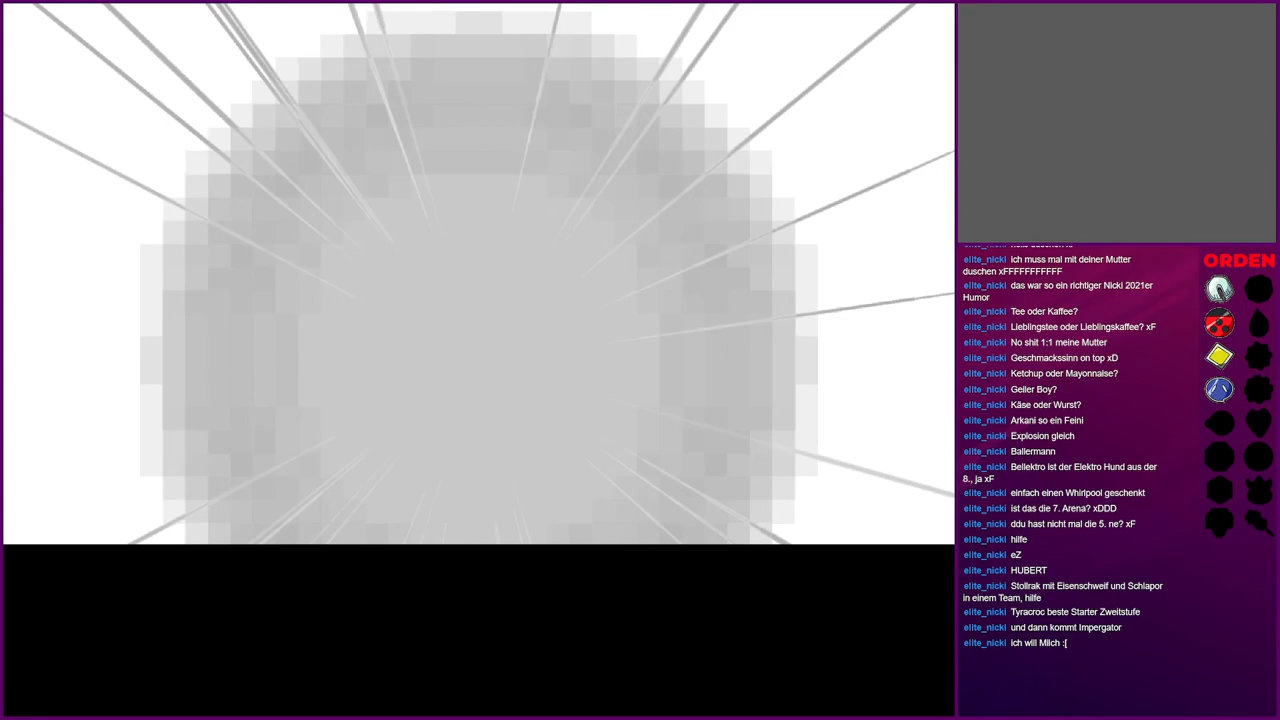 elite_nicki ich muss mal mit deiner Mutter
duschen xFFFFFFFFFFF
ORDEN
elite_nicki das war so ein richtiger Nicki 2021er
Humor
elite_nicki Tee oder Kaffee?
elite_nicki Lieblingstee oder Lieblingskaffee? xF
elite_nicki No shit 1:1 meine Mutter
elite_nicki Geschmackssinn on top xD
elite_nicki Ketchup oder Mayonnaise?
elite_nicki Geiler Boy?
elite_nicki Käse oder Wurst?
elite_nicki Arkani so ein Feini
elite_nicki Explosion gleich
elite_nicki Ballermann
elite_nicki Bellektro ist der Elektro Hund aus der
8., ja xF
elite_nicki einfach einen Whirlpool geschenkt
elite_nicki ist das die 7. Arena? xDDD
elite_nicki ddu hast nicht mal die 5. ne? xF
elite_nicki hilfe
elite_nicki eZ
elite_nicki HUBERT
elite_nicki Stollrak mit Eisenschweif und Schlapor
in einem Team, hilfe
elite_nicki Tyracroc beste Starter Zweitstufe
elite_nicki und dann kommt Impergator
elite_nicki ich will Milch :[